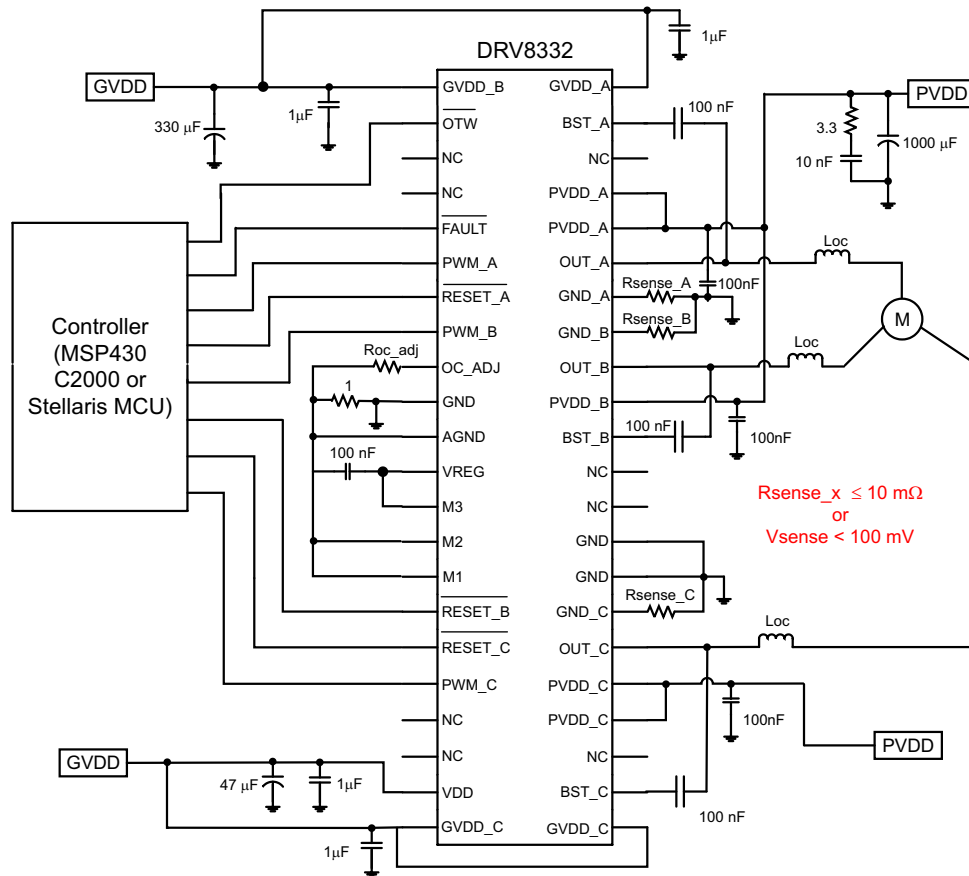 DRV8332
1μF
GVDD
330 μF
1μF
GVDD_B
OTW
NC
NC
FAULT
PWM_A
RESET_A
PWM_B
OC_ADJ
GND
AGND
VREG
M3
M2
M1
RESET_B
RESET_C
PWM_C
NC
NC
VDD
GVDD_C
GVDD_A
BST_A
NC
PVDD_A
PVDD_A
OUT_A
GND_A
GND_B
OUT_B
PVDD_B
BST_B
NC
NC
GND
GND
GND_C
OUT_C
PVDD_C
PVDD_C
NC
BST_C
GVDD_C
Controller
(MSP430
C2000 or
Stellaris MCU)
Roc_adj
1
100 nF
GVDD
47 μF
1μF
1μF
100 nF
PVDD
3.3
10 nF
1000 μF
Loc
100nF
Rsense_A
Rsense_B
M
Loc
100 nF
100nF
Rsense_x ≤ 10 mΩ
or
Vsense < 100 mV
Rsense_C
Loc
100nF
PVDD
100 nF